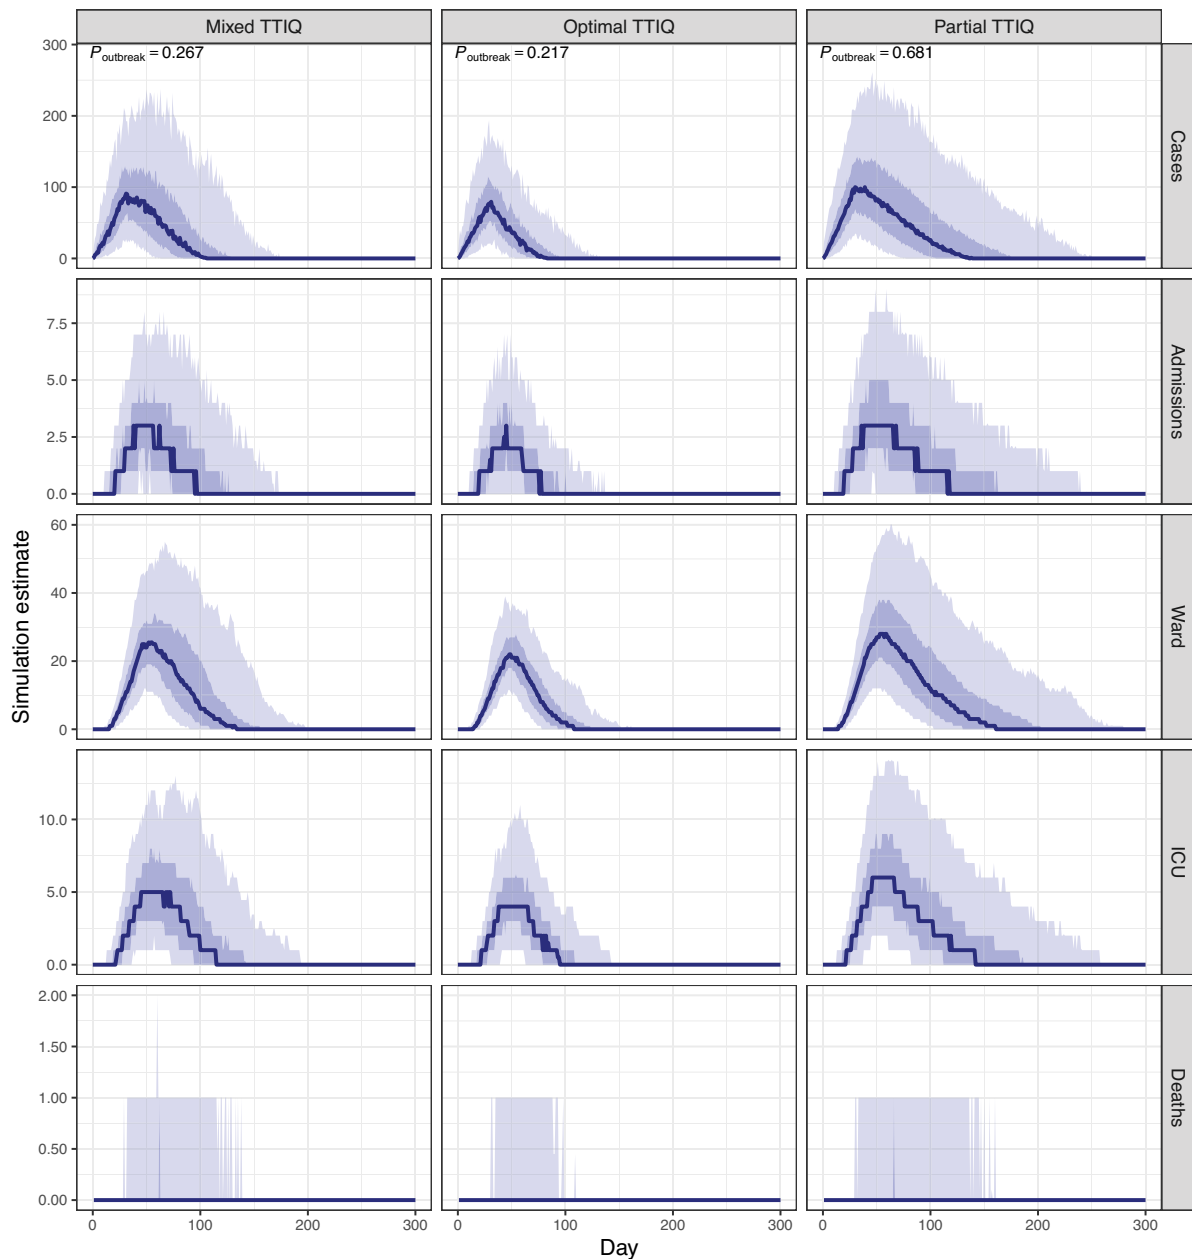 Mixed TTIQ
Optimal TTIQ
Partial TTIQ
P outbreak = 0.267
P outbreak = 0.217
P outbreak = 0.681
300
200
100
0
Cases
7.5
5.0
2.5
0.0
Admissions
60
40
20
0
Ward
10.0
5.0
0.0
ICU
2.00
1.50
1.00
0.50
0.00
Deaths
Simulation estimate
0 100 200 300
0 100 200 300
0 100 200 300
Day